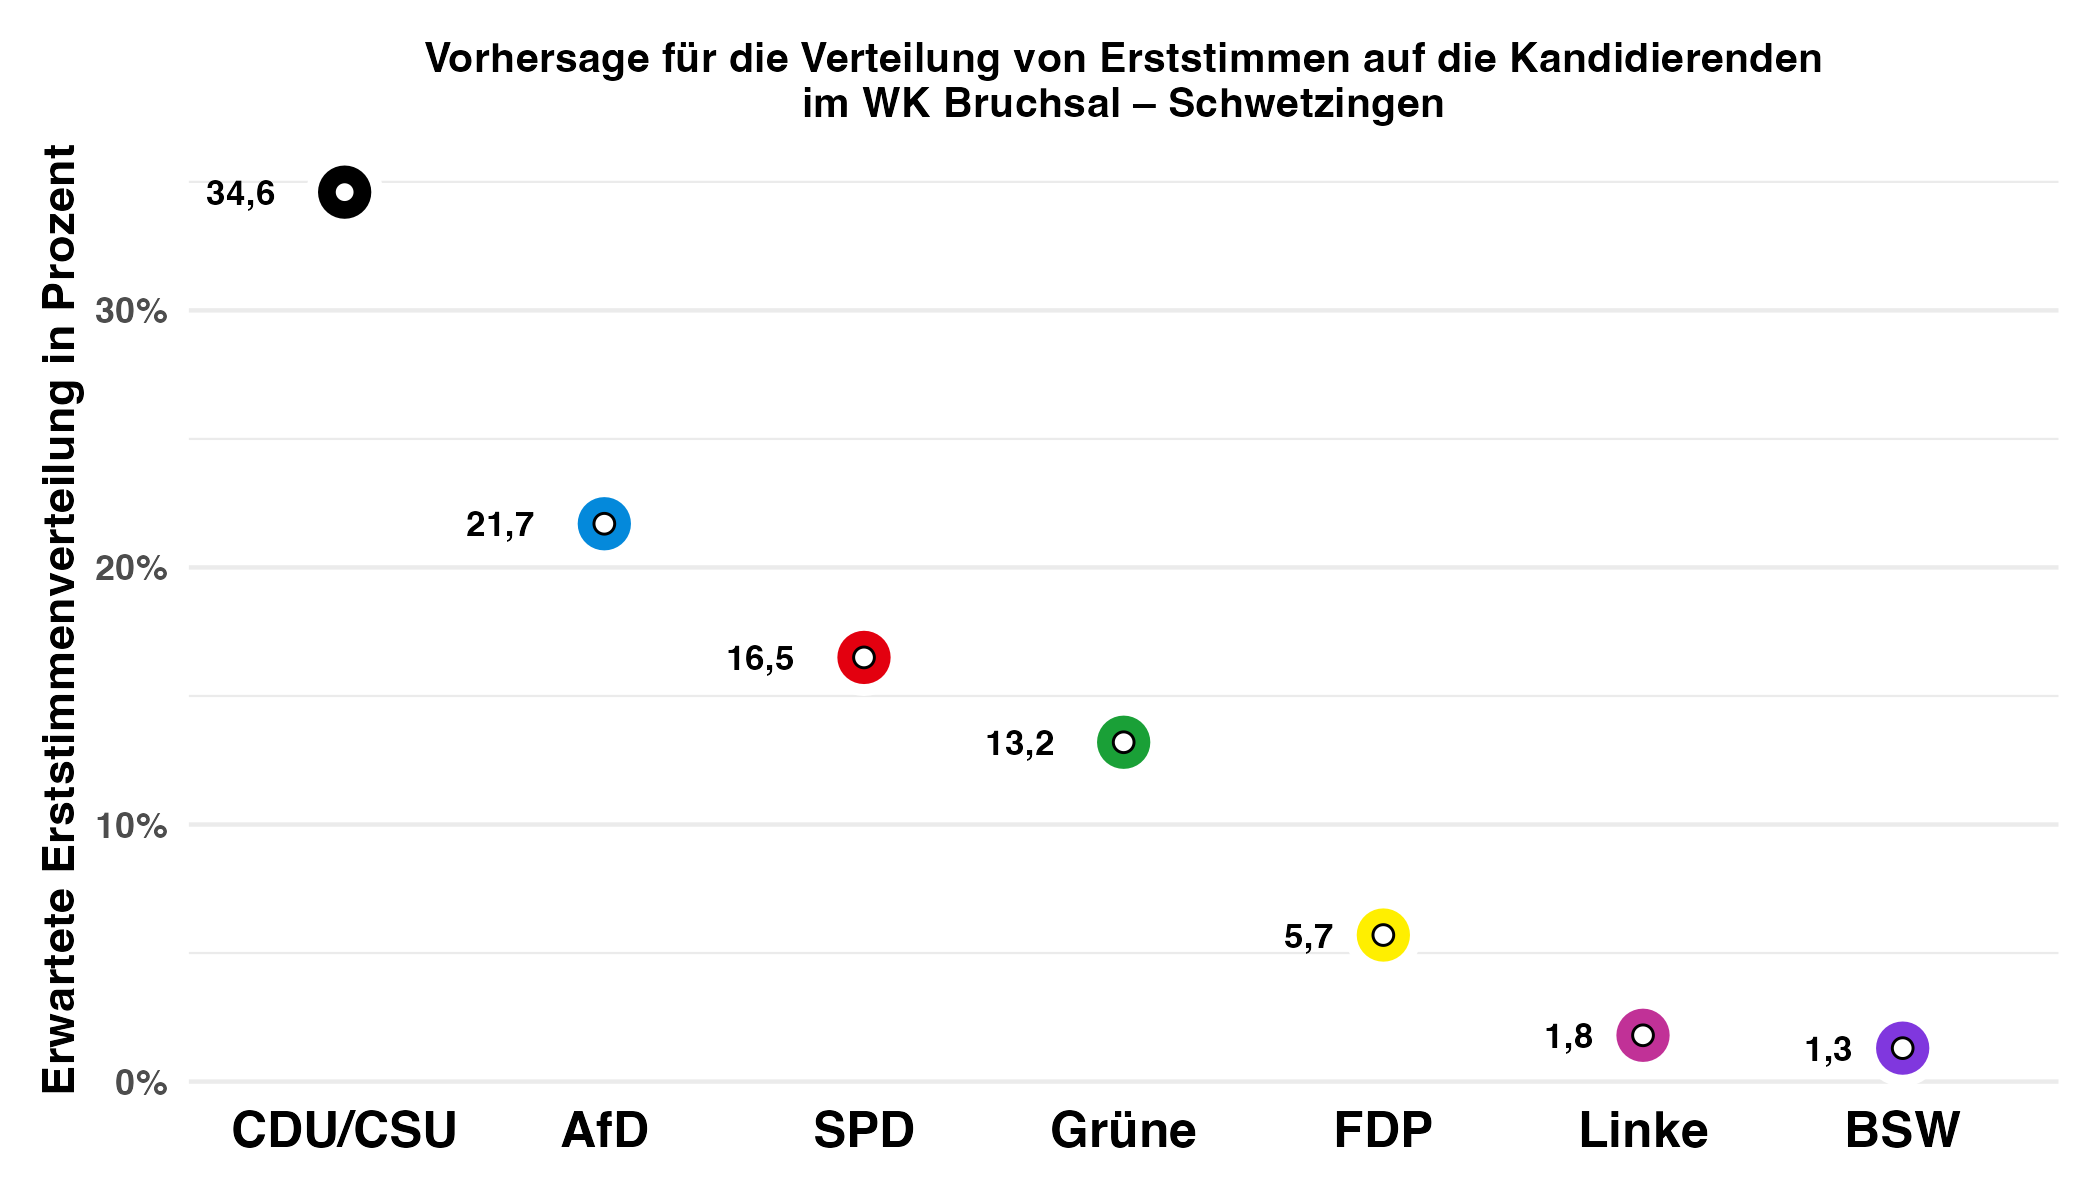 Vorhersage für die Verteilung von Erststimmen auf die Kandidierenden
im WK Bruchsal – Schwetzingen
Erwartete Erststimmenverteilung in Prozent
34,6
30%
21,7
20%
16,5
13,2
10%
5,7
1,8
1,3
0%
CDU/CSU AfD SPD Grüne FDP Linke BSW